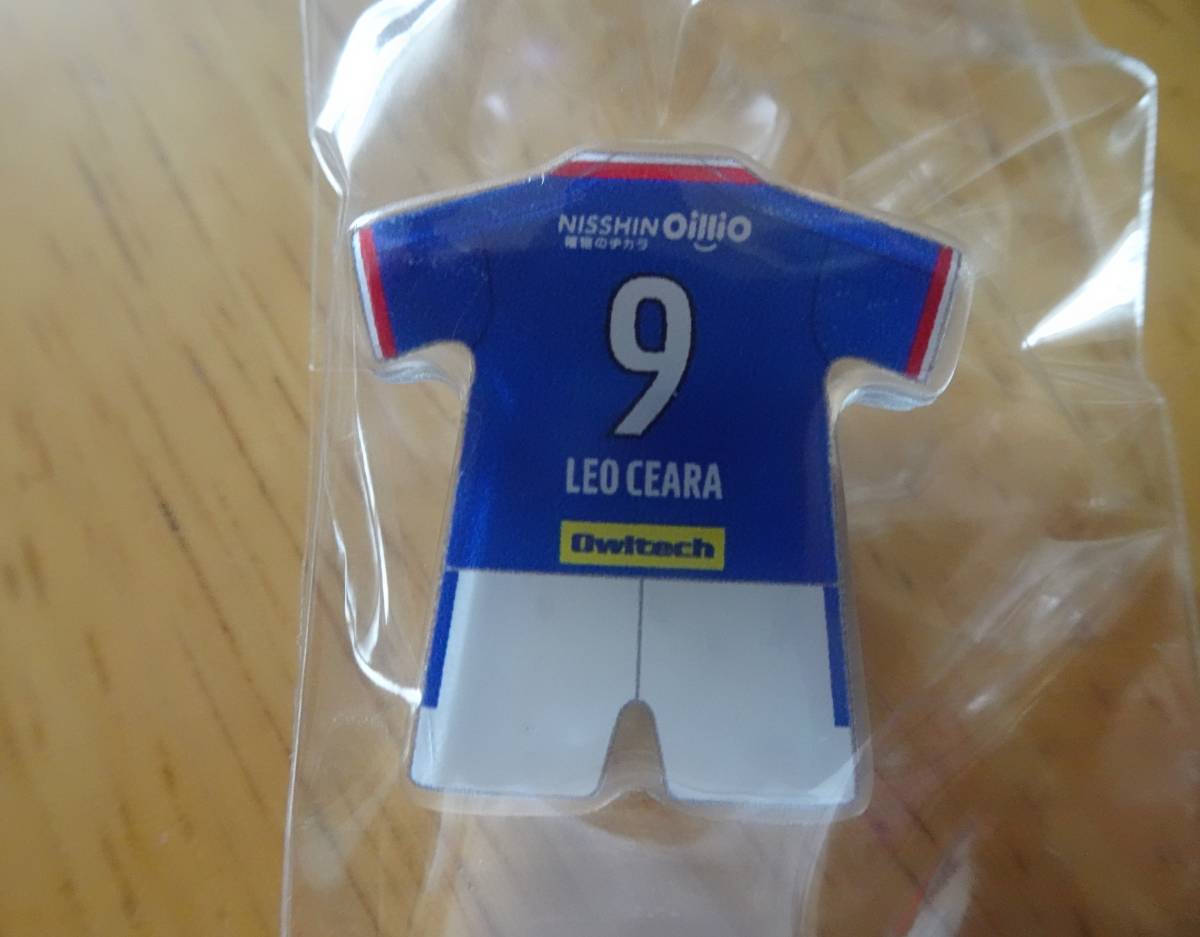 NISSHIN OilliO
植物のチカラ
9
LEO CEARA
Owltech